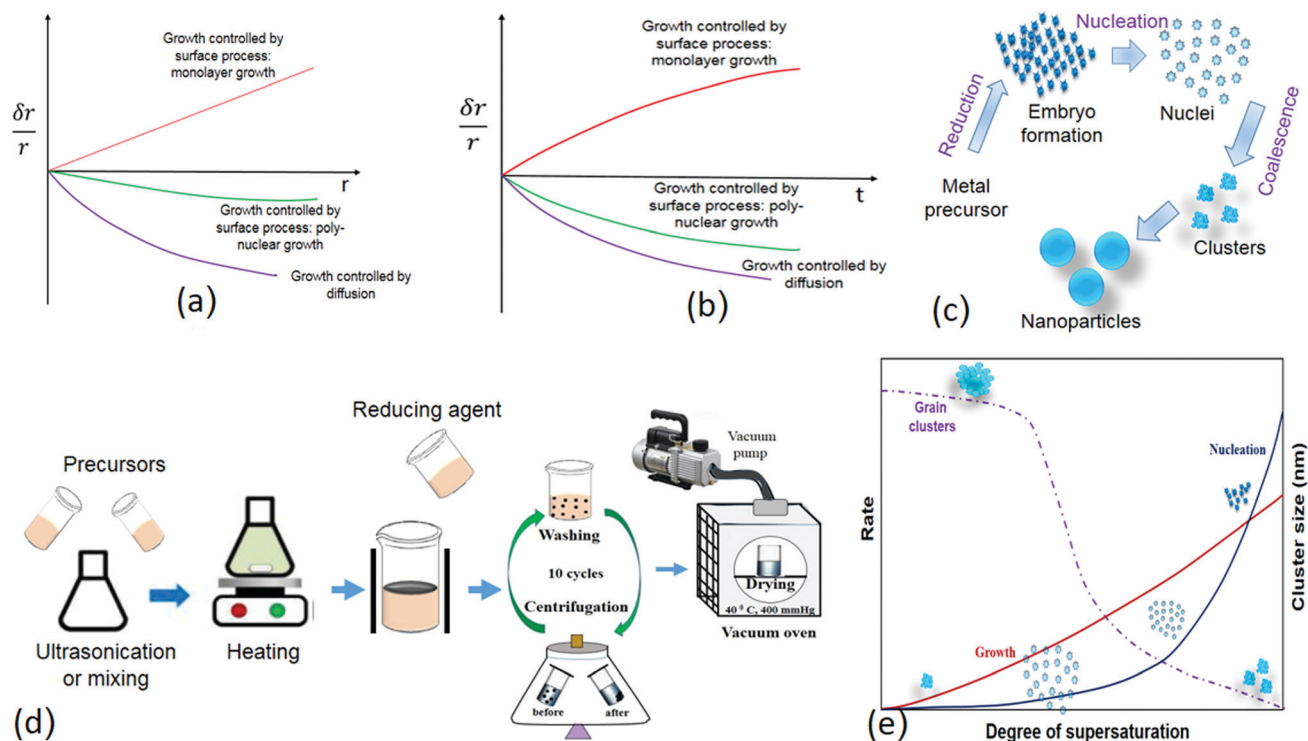 Growth controlled by
surface process:
monolayer growth
δr
r
r
Growth controlled by
surface process: poly-
nuclear growth
Growth controlled by
diffusion
(a)
Growth controlled by
surface process:
monolayer growth
δr
r
t
Growth controlled by
surface process: poly-
nuclear growth
Growth controlled by
diffusion
(b)
Nucleation
Reduction
Embryo
formation
Nuclei
Coalescence
Metal
precursor
Clusters
Nanoparticles
(c)
Precursors
Ultrasonication
or mixing
Heating
Reducing agent
Washing
10 cycles
Centrifugation
before
after
Vacuum
pump
Drying
40 ⁰ C, 400 mmHg
Vacuum oven
(d)
Rate
Grain
clusters
Nucleation
Growth
Cluster size (nm)
(e)
Degree of supersaturation